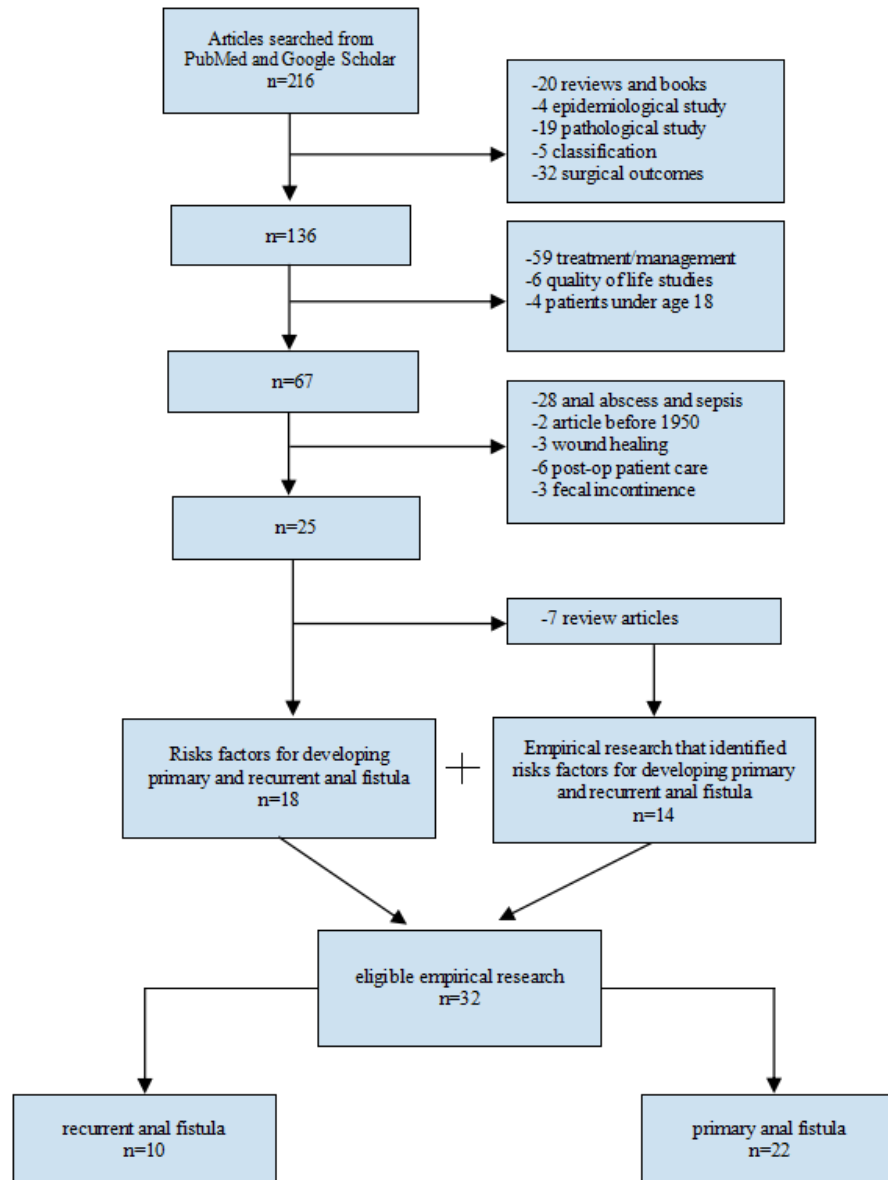 Articles searched from
PubMed and Google Scholar
n=216
-20 reviews and books
-4 epidemiological study
-19 pathological study
-5 classification
-32 surgical outcomes
n=136
-59 treatment/management
-6 quality of life studies
-4 patients under age 18
n=67
-28 anal abscess and sepsis
-2 article before 1950
-3 wound healing
-6 post-op patient care
-3 fecal incontinence
n=25
-7 review articles
Risks factors for developing
primary and recurrent anal fistula
n=18
+
Empirical research that identified
risks factors for developing primary
and recurrent anal fistula
n=14
eligible empirical research
n=32
recurrent anal fistula
n=10
primary anal fistula
n=22